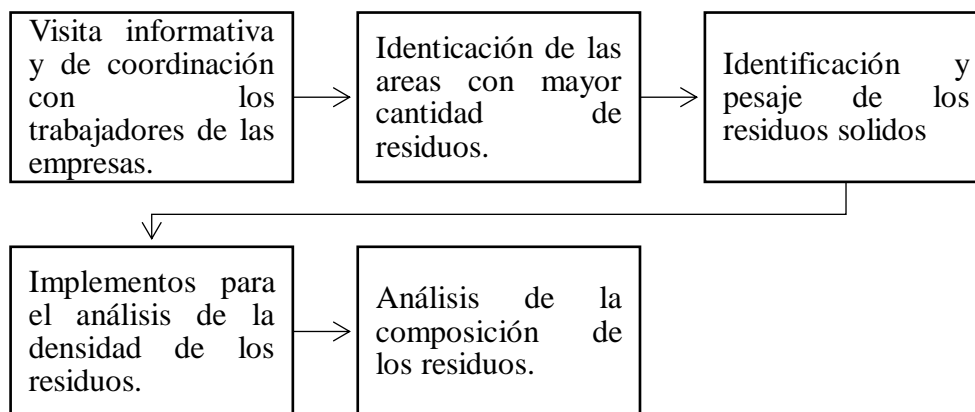 Visita informativa
y de coordinación
con los
trabajadores de las
empresas.
Identicación de las
areas con mayor
cantidad de
residuos.
Identificación y
pesaje de los
residuos solidos
Implementos para
el análisis de la
densidad de los
residuos.
Análisis de la
composición de
los residuos.